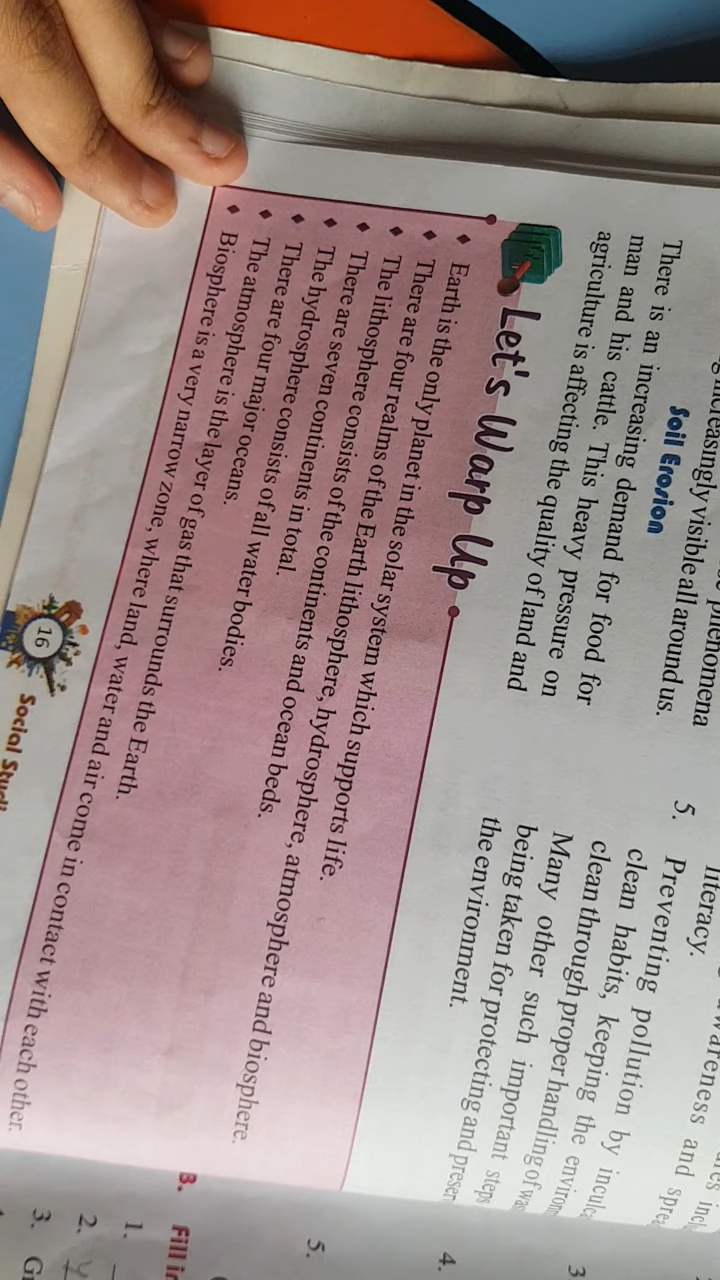 increasingly visible all around us.
Soil Erosion
There is an increasing demand for food for
man and his cattle. This heavy pressure on
agriculture is affecting the quality of land and
literacy.
5. Preventing pollution by
clean habits, keeping the
clean through proper handling of
Many other such important steps
being taken for protecting and
the environment.
Let's Warp Up
♦ Earth is the only planet in the solar system which supports life.
♦ There are four realms of the Earth lithosphere, hydrosphere, atmosphere and biosphere.
♦ The lithosphere consists of the continents and ocean beds.
♦ There are seven continents in total.
♦ The hydrosphere consists of all water bodies.
♦ There are four major oceans.
♦ The atmosphere is the layer of gas that surrounds the Earth.
♦ Biosphere is a very narrow zone, where land, water and air come in contact with each other.
16 Social
3
4.
5.
B. Fill
1.
2.
3.